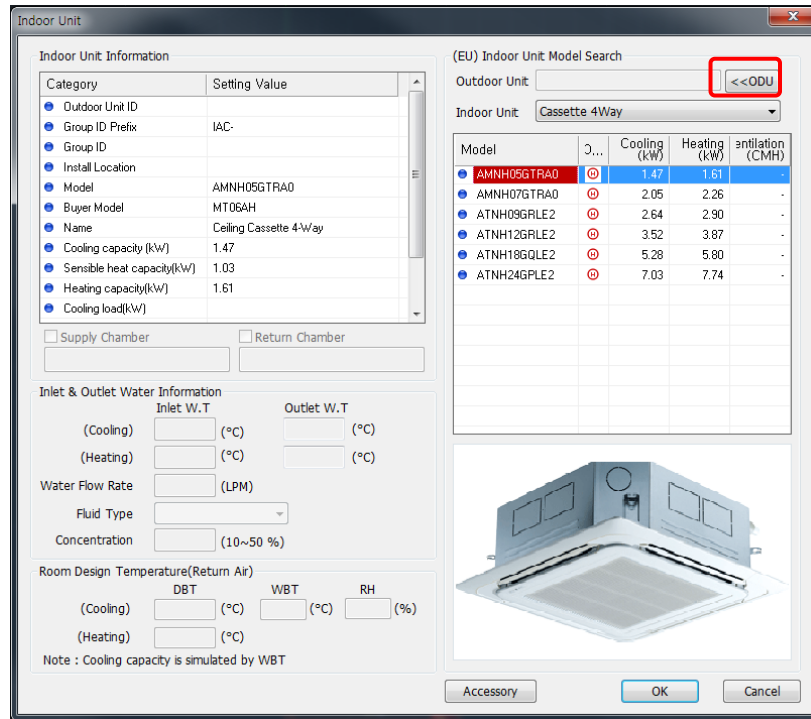 Indoor Unit
x
Indoor Unit Information
Category Setting Value
Outdoor Unit ID
Group ID Prefix IAC-
Group ID
Install Location
Model AMNH05GTRA0
Buyer Model MT06AH
Name Ceiling Cassette 4-Way
Cooling capacity (kW) 1.47
Sensible heat capacity(kW) 1.03
Heating capacity(kW) 1.61
Cooling load(kW)
Supply Chamber Return Chamber
Inlet & Outlet Water Information
Inlet W.T Outlet W.T
(Cooling) (°C) (°C)
(Heating) (°C) (°C)
Water Flow Rate (LPM)
Fluid Type
Concentration (10~50 %)
Room Design Temperature(Return Air)
DBT WBT RH
(Cooling) (°C) (°C) (%)
(Heating) (°C)
Note : Cooling capacity is simulated by WBT
(EU) Indoor Unit Model Search
Outdoor Unit <<ODU
Indoor Unit Cassette 4Way
Model ... Cooling (kW) Heating (kW) entilation (CMH)
AMNH05GTRA0 H 1.47 1.61 -
AMNH07GTRA0 H 2.05 2.26 -
ATNH09GRLE2 H 2.64 2.90 -
ATNH12GRLE2 H 3.52 3.87 -
ATNH18GQLE2 H 5.28 5.80 -
ATNH24GPLE2 H 7.03 7.74 -
Accessory OK Cancel